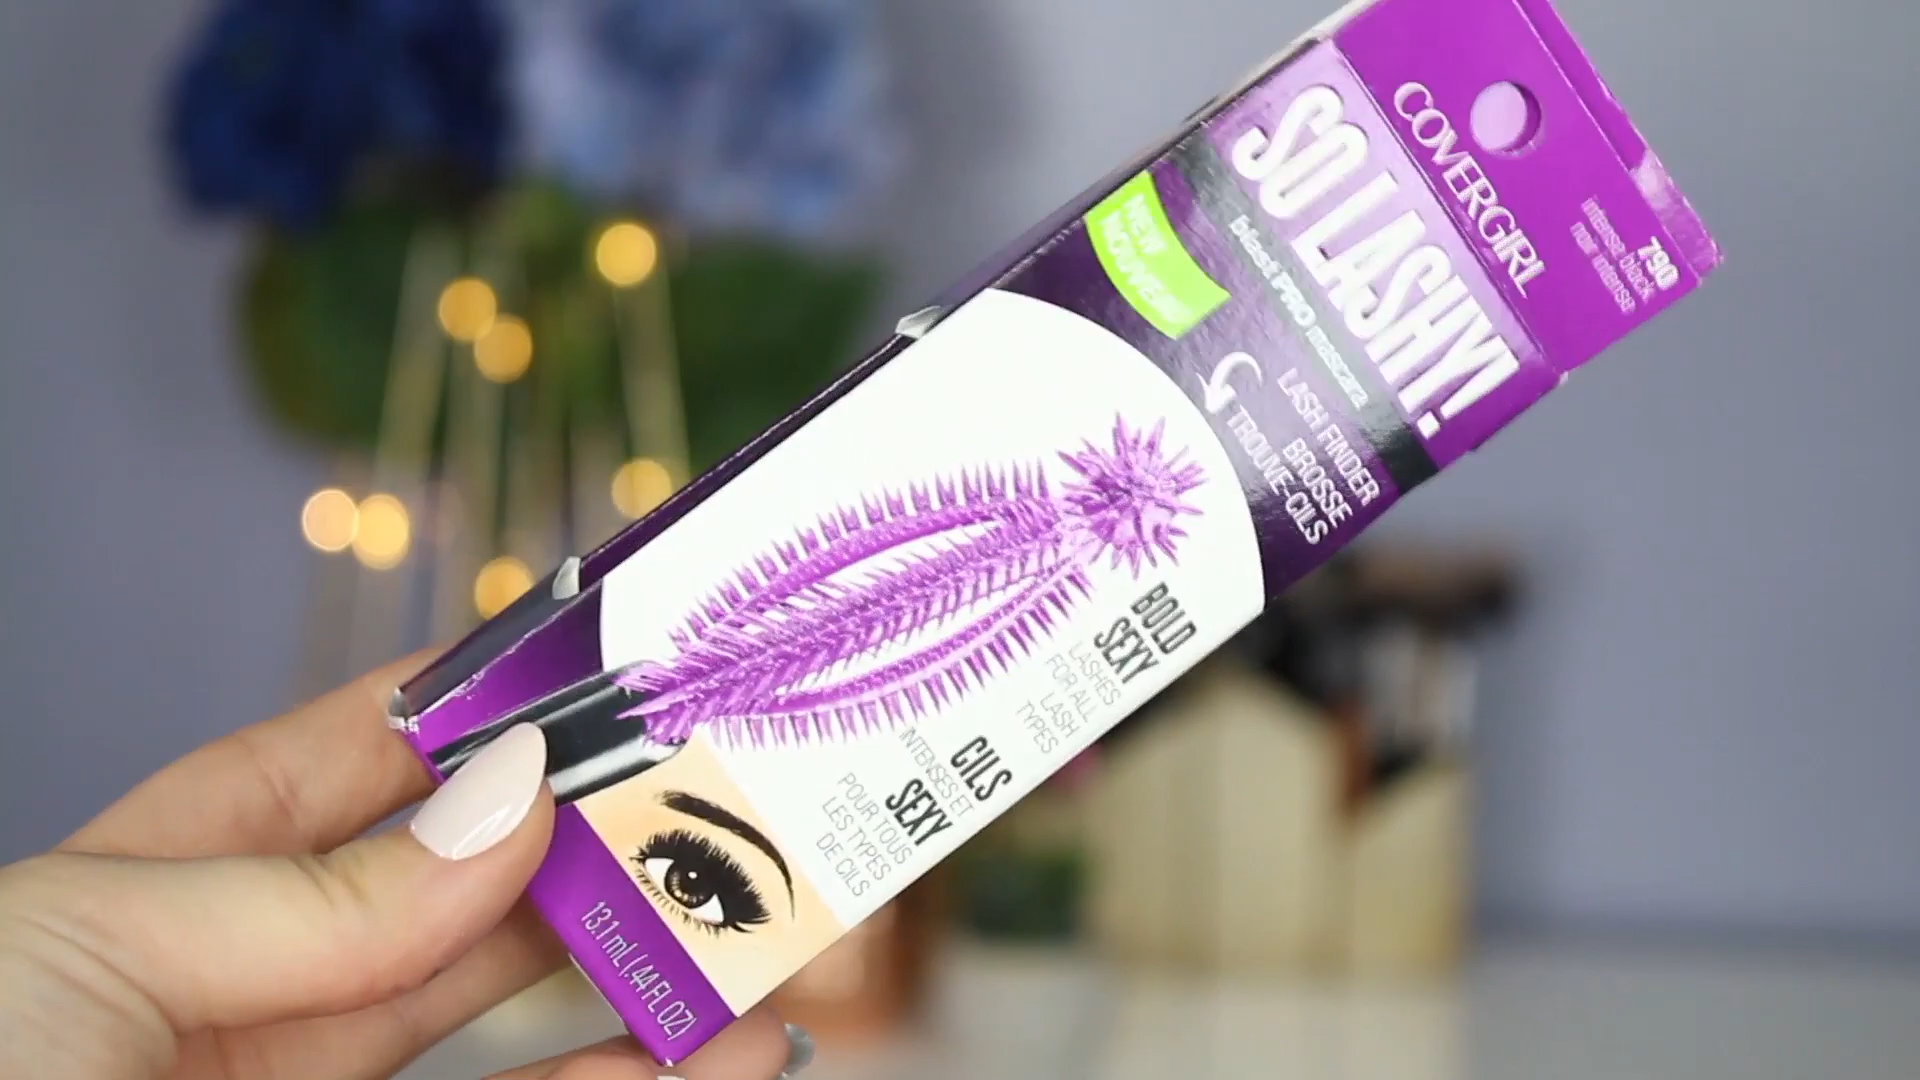 COVERGIRL
790
intense black
noir intense
SO LASHY!
blastPRO mascara
NEW
NOUVEAU
LASH FINDER
BROSSE
TROUVE-CILS
BOLD
SEXY
LASHES
FOR ALL
LASH
TYPES
CILS
INTENSES ET
SEXY
POUR TOUS
LES TYPES
DE CILS
13.1 mL (.44 FL OZ)